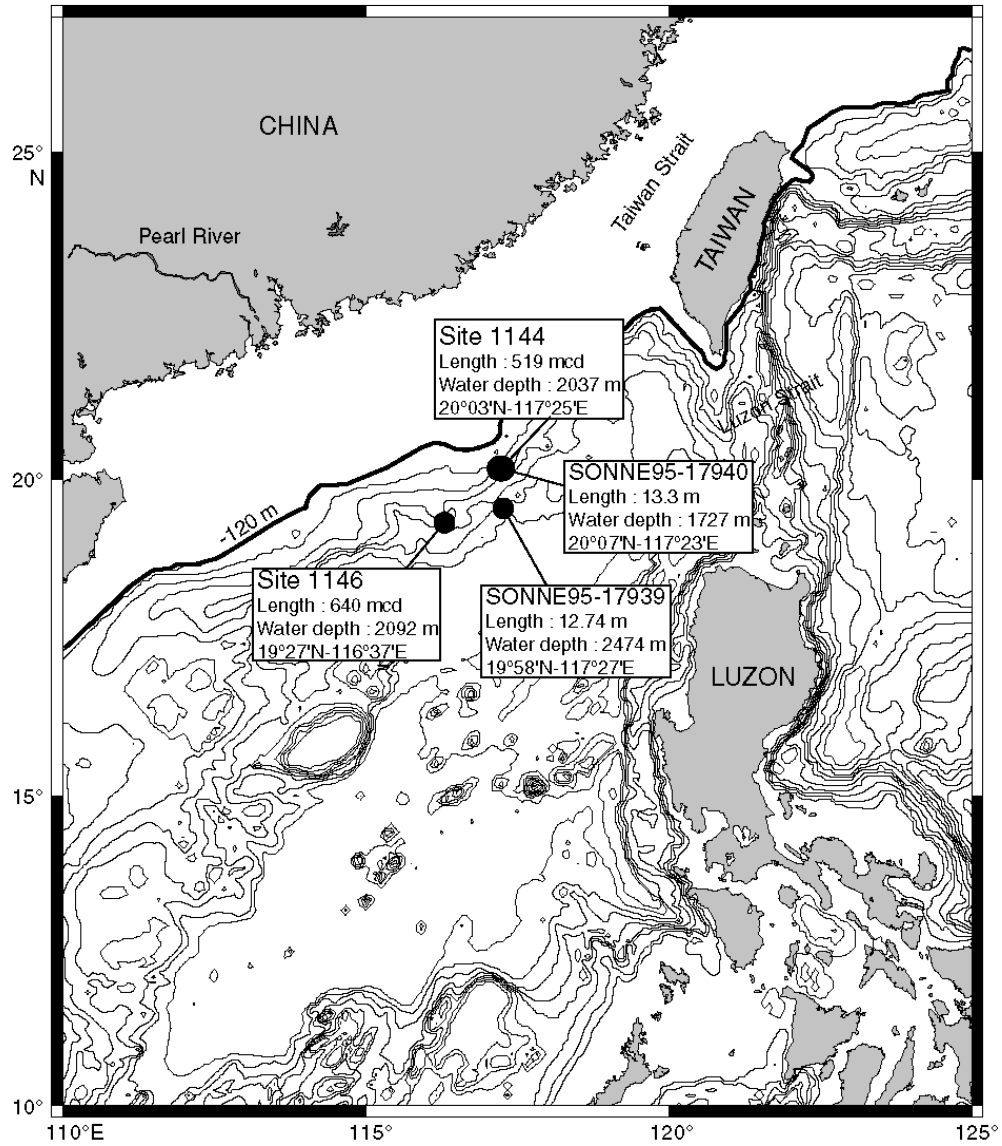 CHINA
25°
N
Taiwan Strait
TAIWAN
Pearl River
Site 1144
Length : 519 mcd
Water depth : 2037 m
20°03'N-117°25'E
Luzon Strait
20°
SONNE95-17940
Length : 13.3 m
Water depth : 1727 m
20°07'N-117°23'E
-120 m
Site 1146
Length : 640 mcd
Water depth : 2092 m
19°27'N-116°37'E
SONNE95-17939
Length : 12.74 m
Water depth : 2474 m
19°58'N-117°27'E
LUZON
15°
10°
110°E
115°
120°
125°